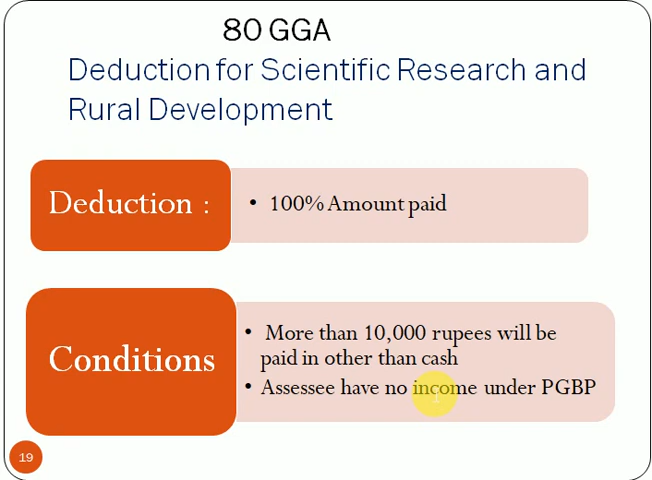 80 GGA
Deduction for Scientific Research and
Rural Development
Deduction :
• 100% Amount paid
Conditions
• More than 10,000 rupees will be
paid in other than cash
• Assessee have no income under PGBP
19